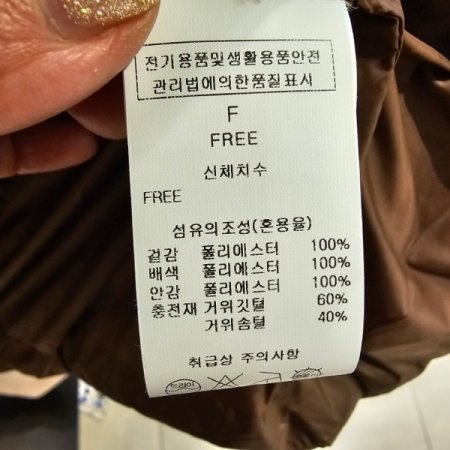 전기용품및생활용품안전
관리법에의한품질표시
F
FREE
신체치수
FREE
섬유의조성(혼용율)
겉감 폴리에스터 100%
배색 폴리에스터 100%
안감 폴리에스터 100%
충전재 거위깃털 60%
거위솜털 40%
취급상 주의사항
드라이